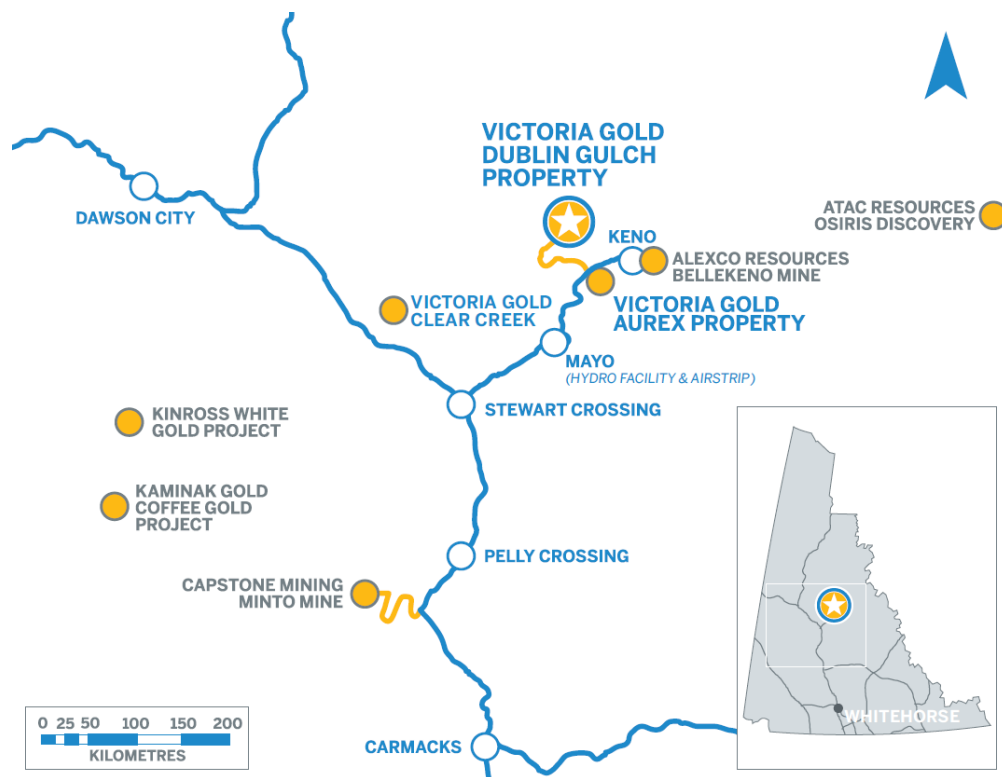 VICTORIA GOLD
DUBLIN GULCH
PROPERTY
DAWSON CITY
ATAC RESOURCES
OSIRIS DISCOVERY
KENO
ALEXCO RESOURCES
BELLEKENO MINE
VICTORIA GOLD
CLEAR CREEK
VICTORIA GOLD
AUREX PROPERTY
MAYO
(HYDRO FACILITY & AIRSTRIP)
STEWART CROSSING
KINROSS WHITE
GOLD PROJECT
KAMINAK GOLD
COFFEE GOLD
PROJECT
PELLY CROSSING
CAPSTONE MINING
MINTO MINE
WHITEHORSE
0 25 50 100 150 200
KILOMETRES
CARMACKS